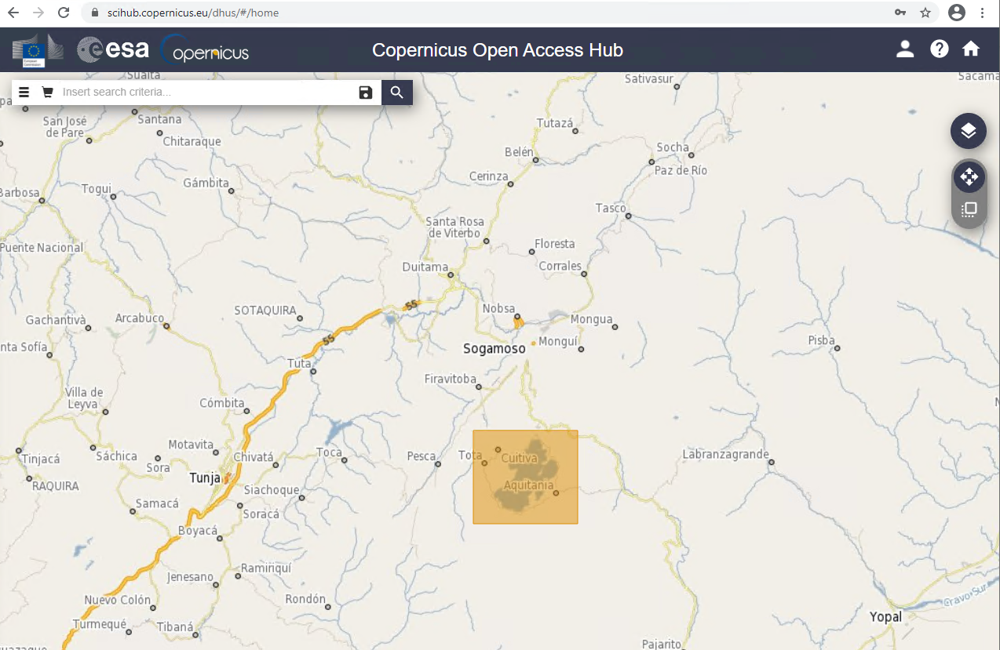 scihub.copernicus.eu/dhus/#/home
European
Commission
esa
opernicus
Copernicus Open Access Hub
Insert search criteria...
Suaita
Sativasur
Sacama
San José
de Pare
Santana
Chitaraque
Tutazá
Belén
Socha
Paz de Río
Barbosa
Togui
Gámbita
Cerinza
Tasco
Santa Rosa
de Viterbo
Puente Nacional
Floresta
Duitama
Corrales
55
SOTAQUIRA
Nobsa
Gachantivà
Arcabuco
Mongua
55
Sogamoso
Monguí
Pisba
nta Sofía
Tuta
Firavitoba
Villa de
Leyva
Cómbita
Motavita
Chivatá
Toca
Pesca
Tota
Cuitiva
Labranzagrande
Tinjacá
Sáchica
Sora
Tunja
RAQUIRA
Siachoque
Aquitania
Samacá
Soracá
Boyacá
Ramiriquí
Jenesano
Nuevo Colón
Rondón
Cravo Sur
Yopal
Turmequé
Tibaná
Pajarito